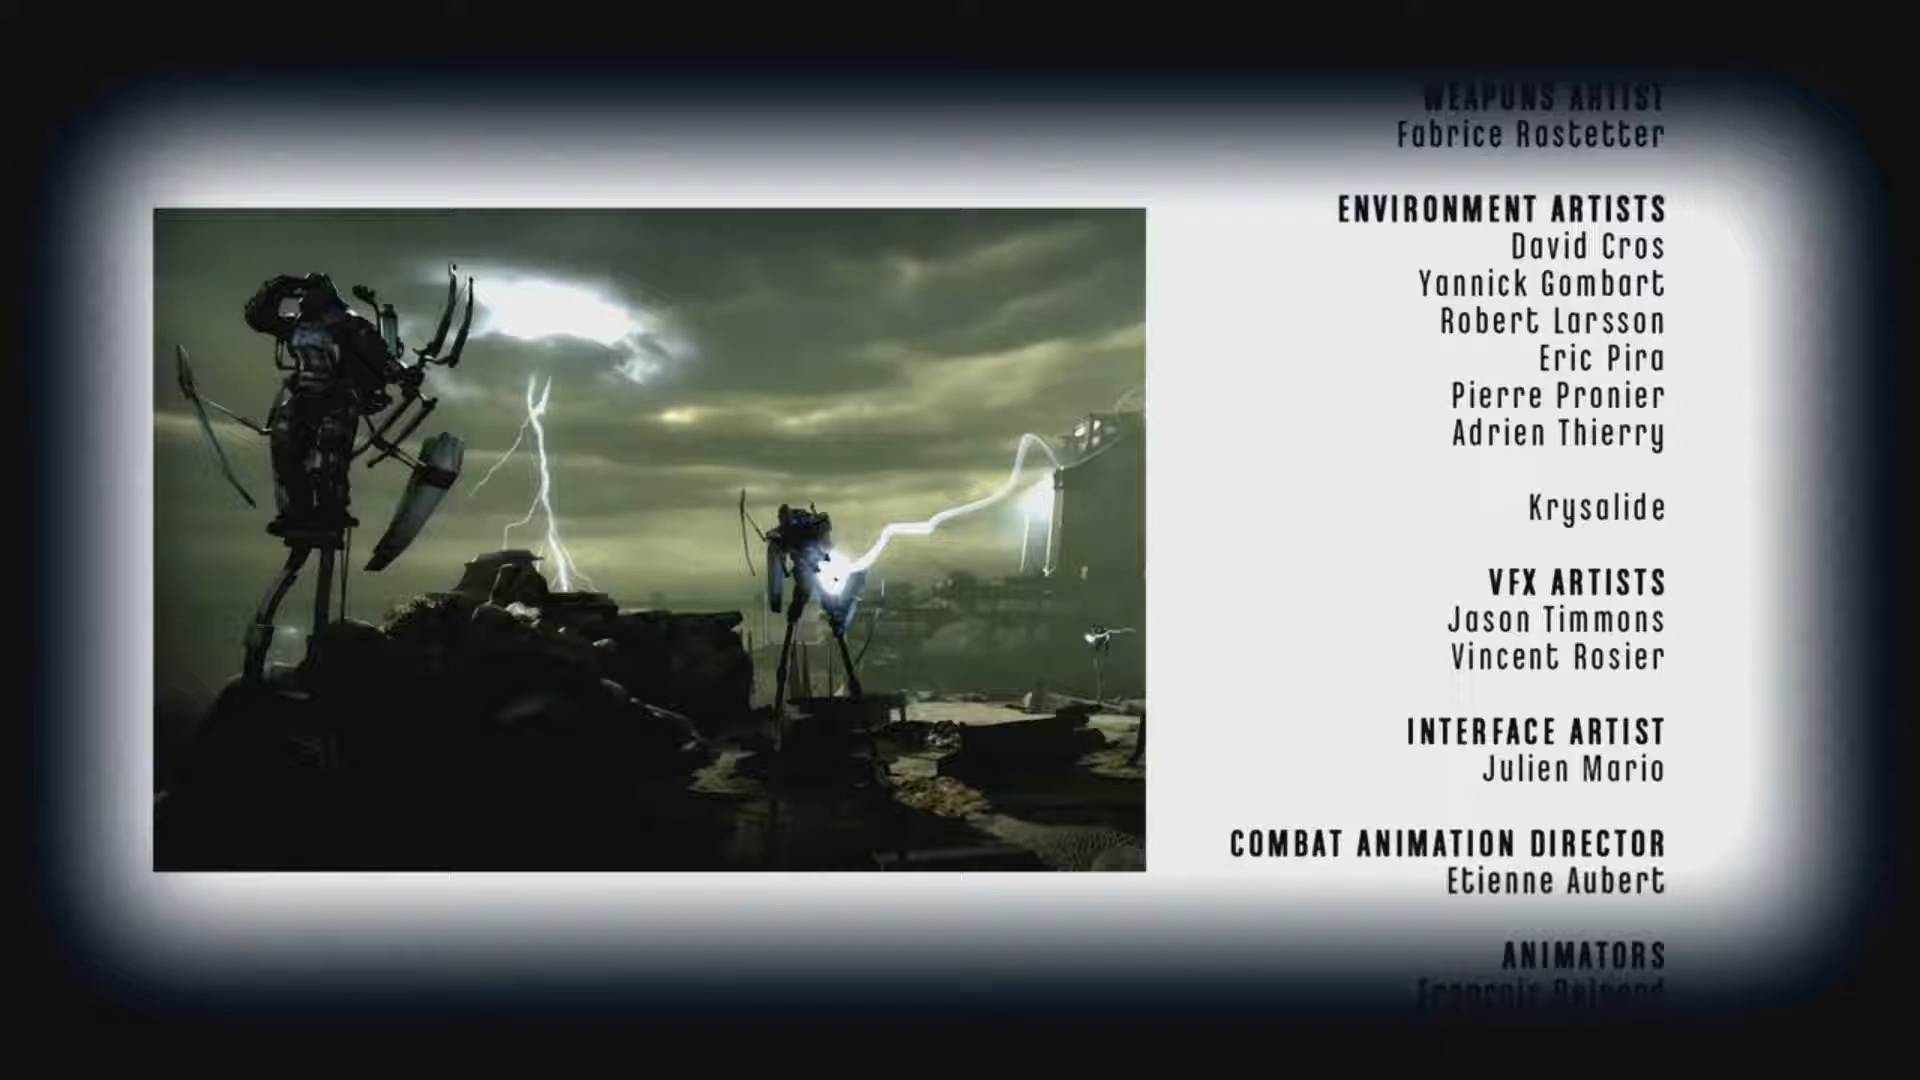 WEAPONS ARTIST
Fabrice Rastetter
ENVIRONMENT ARTISTS
David Cros
Yannick Gombart
Robert Larsson
Eric Pira
Pierre Pronier
Adrien Thierry
Krysalide
VFX ARTISTS
Jason Timmons
Vincent Rosier
INTERFACE ARTIST
Julien Mario
COMBAT ANIMATION DIRECTOR
Etienne Aubert
ANIMATORS